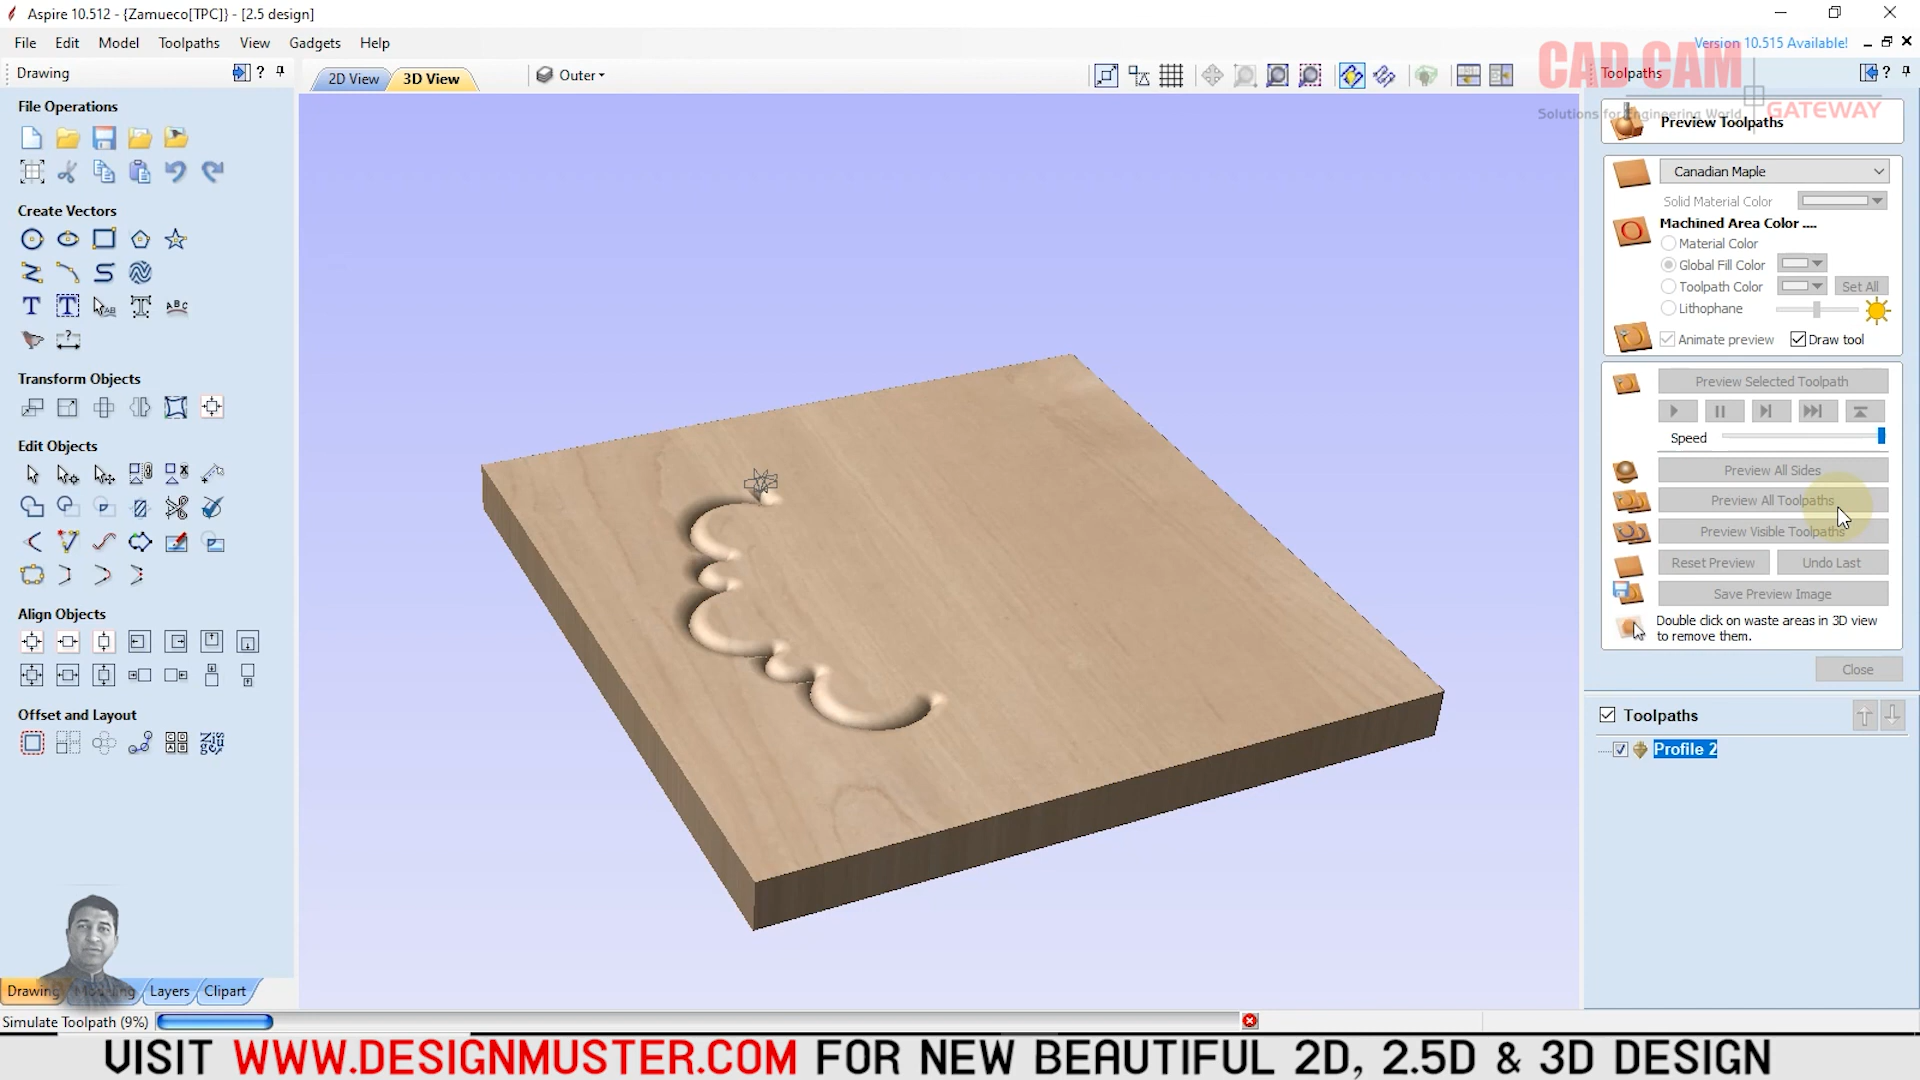 Aspire 10.512 - {Zamueco[TPC]} - [2.5 design]
File Edit Model Toolpaths View Gadgets Help
Version 10.515 Available!
Drawing
2D View
3D View
Outer
CAD CAM
GATEWAY
Solutions for Engineering World
Toolpaths
File Operations
Create Vectors
Transform Objects
Edit Objects
Align Objects
Offset and Layout
Drawing
Modeling
Layers
Clipart
Preview Toolpaths
Canadian Maple
Solid Material Color
Machined Area Color ....
Material Color
Global Fill Color
Toolpath Color
Set All
Lithophane
Animate preview
Draw tool
Preview Selected Toolpath
Speed
Preview All Sides
Preview All Toolpaths
Preview Visible Toolpaths
Reset Preview
Undo Last
Save Preview Image
Double click on waste areas in 3D view
to remove them.
Close
Toolpaths
Profile 2
Simulate Toolpath (9%)
VISIT WWW.DESIGNMUSTER.COM FOR NEW BEAUTIFUL 2D, 2.5D & 3D DESIGN